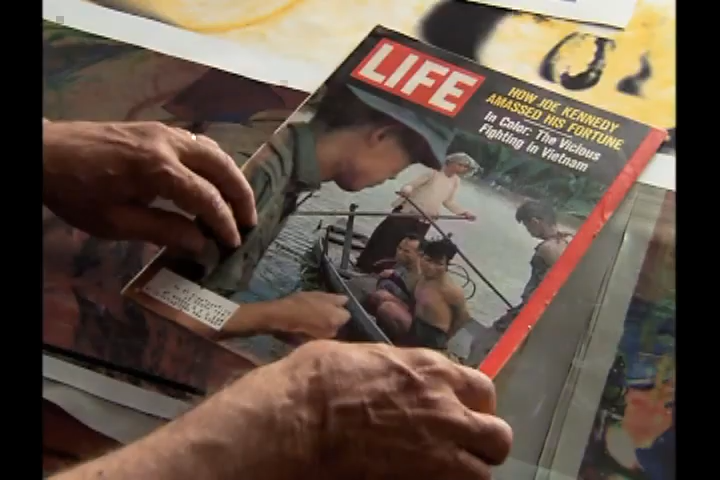 LIFE
HOW JOE KENNEDY
AMASSED HIS FORTUNE
In Color: The Vicious
Fighting in Vietnam